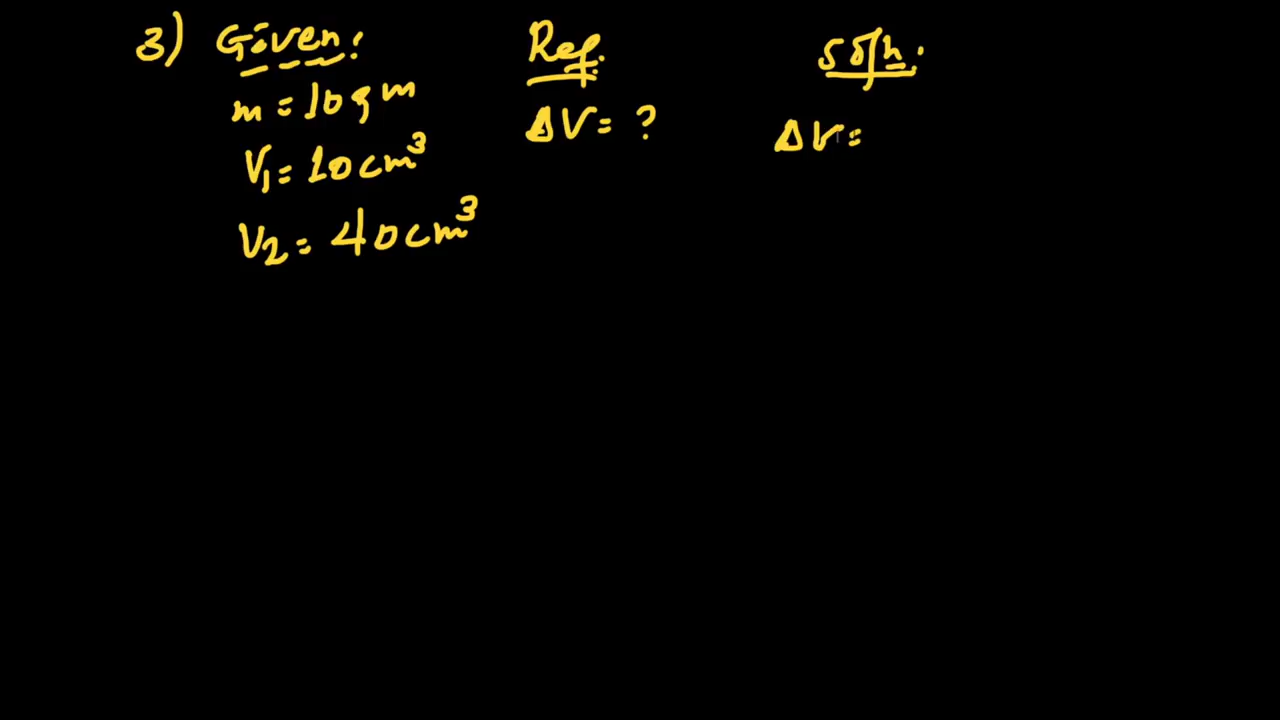 3) Given:
m = 10gm
V₁ = 10cm³
V₂ = 40cm³
Ref.
ΔV = ?
Soln:
ΔV =